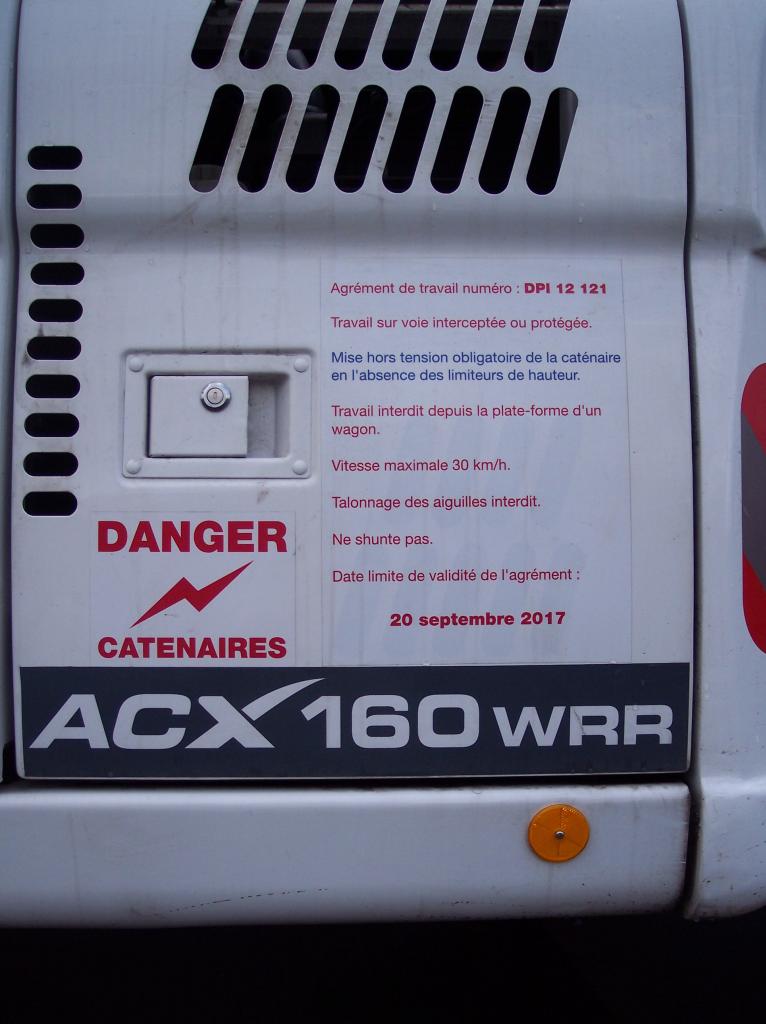 Agrément de travail numéro : DPI 12 121
Travail sur voie interceptée ou protégée.
Mise hors tension obligatoire de la caténaire
en l'absence des limiteurs de hauteur.
Travail interdit depuis la plate-forme d'un
wagon.
Vitesse maximale 30 km/h.
Talonnage des aiguilles interdit.
Ne shunte pas.
Date limite de validité de l'agrément :
20 septembre 2017
DANGER
CATENAIRES
ACX 160 WRR